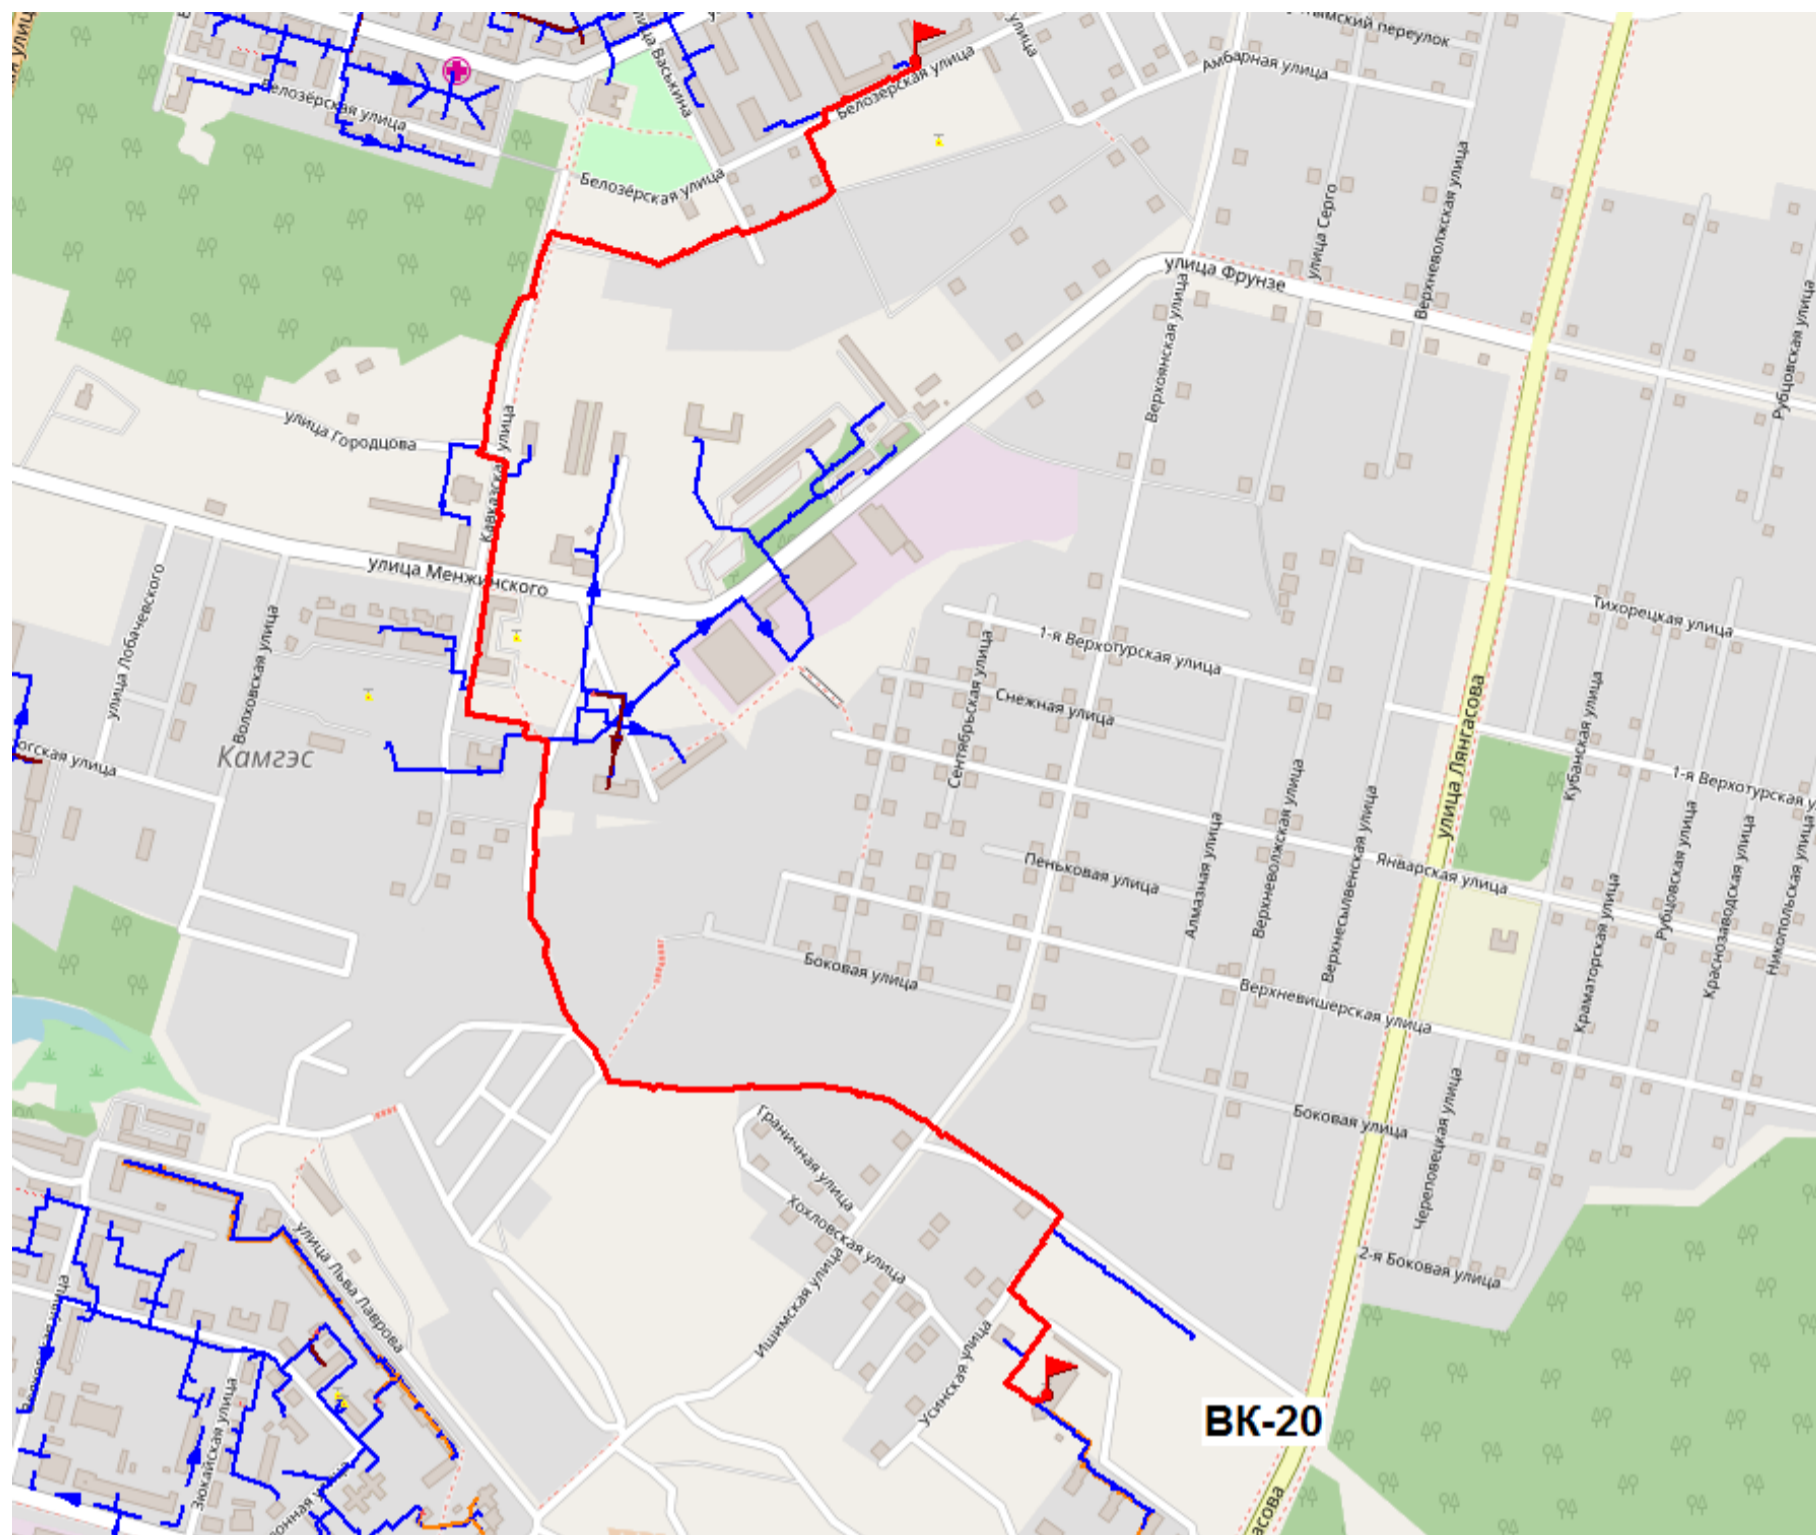 улица Васькина
улица
Белозерская улица
Амбарная улица
Белозёрская улица
Белозёрская улица
улица Серго
Верхневолжская улица
улица Фрунзе
Рубцовская улица
Верхоянская улица
улица Городцова
Кавказская улица
улица Менжинского
улица Лобачевского
Волховская улица
Камгэс
Тихорецкая улица
1-я Верхотурская улица
Снежная улица
Сентябрьская улица
улица Лянгасова
Кубанская улица
1-я Верхотурская у
Пеньковая улица
Январская улица
Алмазная улица
Верхневолжская улица
Верхнесылвенская улица
Рубцовская улица
Краснозаводская улица
Никопольская улица
Краматорская улица
Боковая улица
Верхневишерская улица
Боковая улица
Череповецкая улица
2-я Боковая улица
Граничная улица
Хохловская улица
Ишимская улица
Усинская улица
улица Льва Лаврова
Зюкайская улица
ВК-20